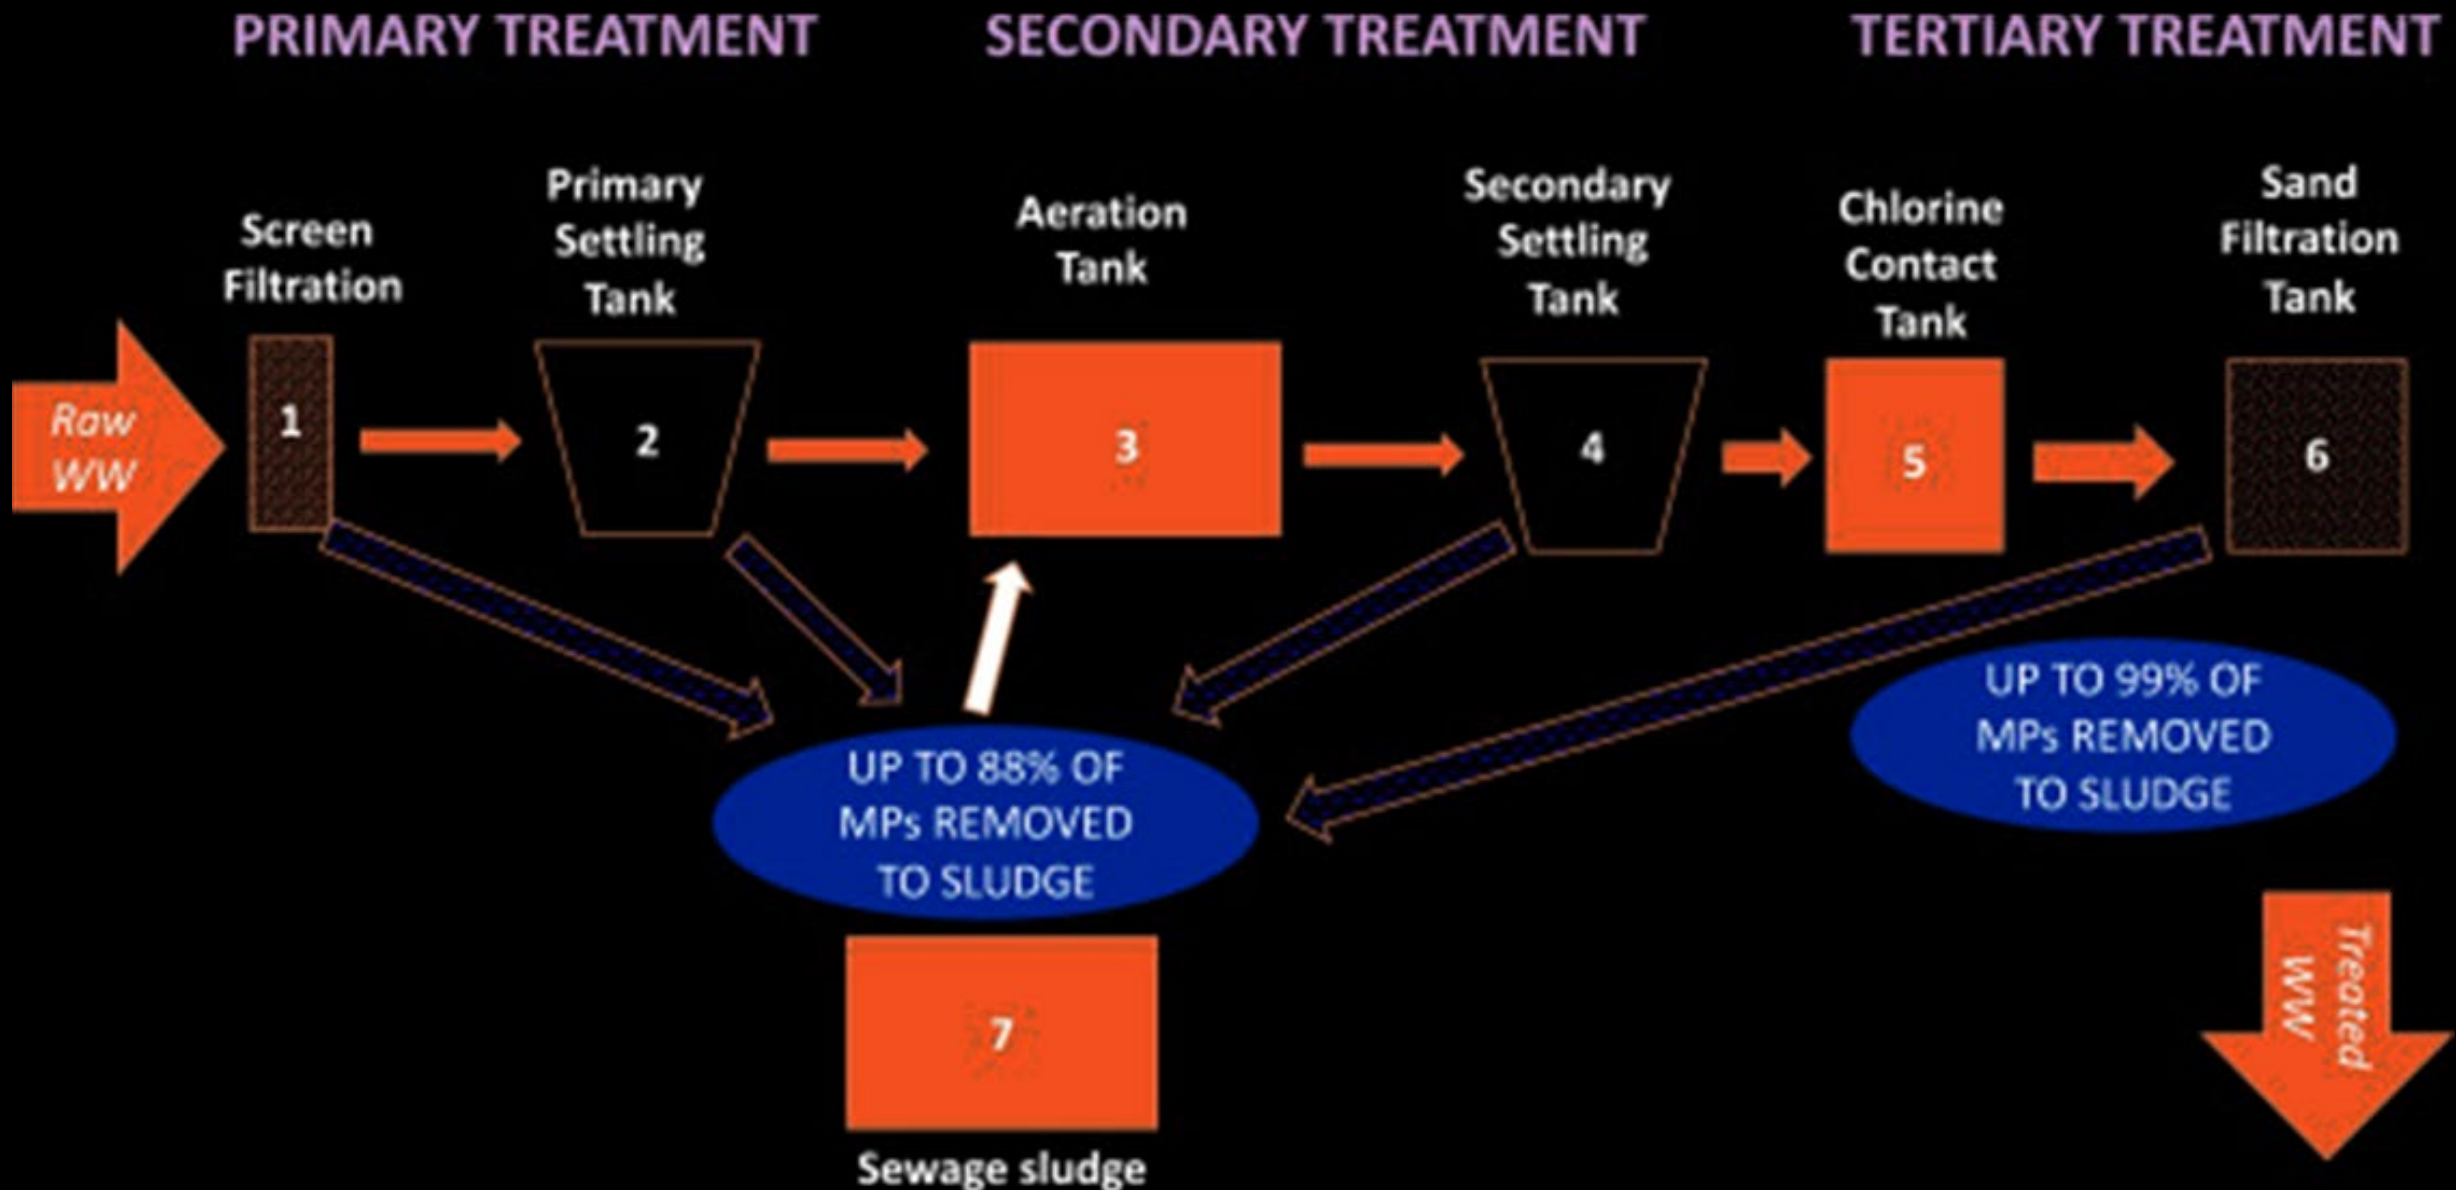 PRIMARY TREATMENT
SECONDARY TREATMENT
TERTIARY TREATMENT
Screen
Filtration
Primary
Settling
Tank
Aeration
Tank
Secondary
Settling
Tank
Chlorine
Contact
Tank
Sand
Filtration
Tank
Raw
WW
1
2
3
4
5
6
UP TO 88% OF
MPs REMOVED
TO SLUDGE
UP TO 99% OF
MPs REMOVED
TO SLUDGE
7
Sewage sludge
Treated
WW